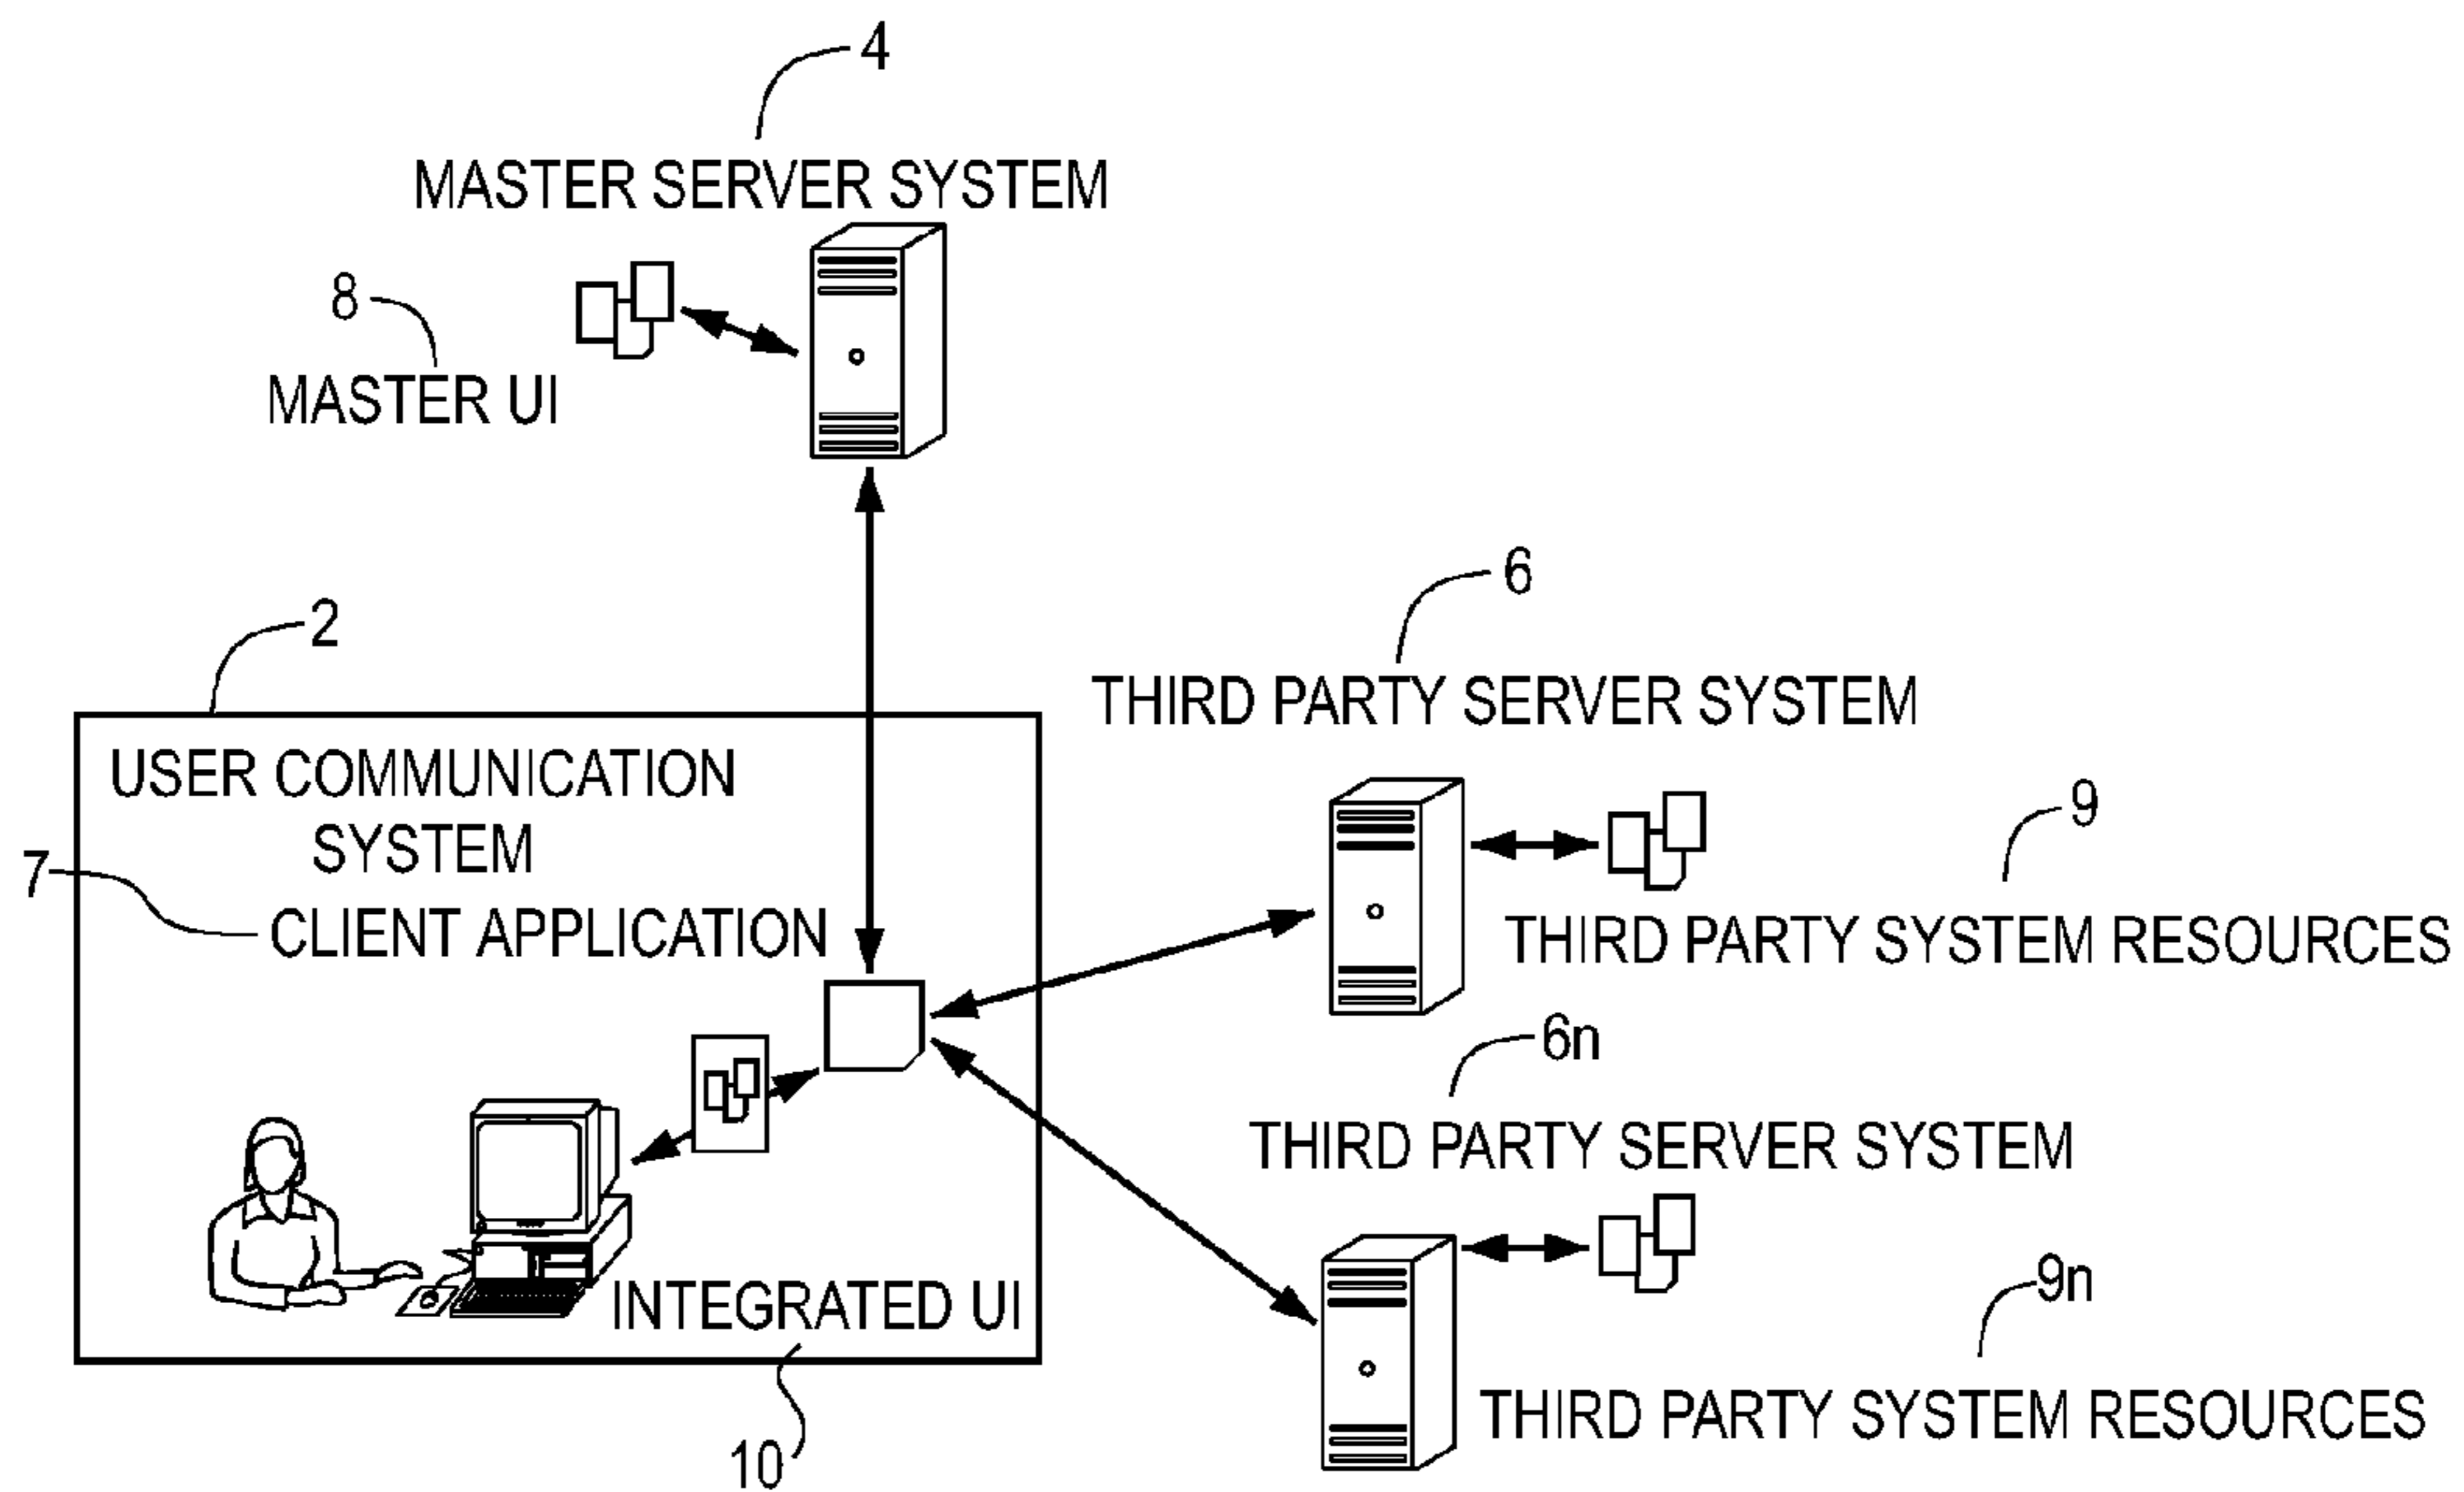 4
MASTER SERVER SYSTEM
8
MASTER UI
6
2
THIRD PARTY SERVER SYSTEM
USER COMMUNICATION
SYSTEM
9
7
CLIENT APPLICATION
THIRD PARTY SYSTEM RESOURCES
6n
THIRD PARTY SERVER SYSTEM
9n
INTEGRATED UI
THIRD PARTY SYSTEM RESOURCES
10